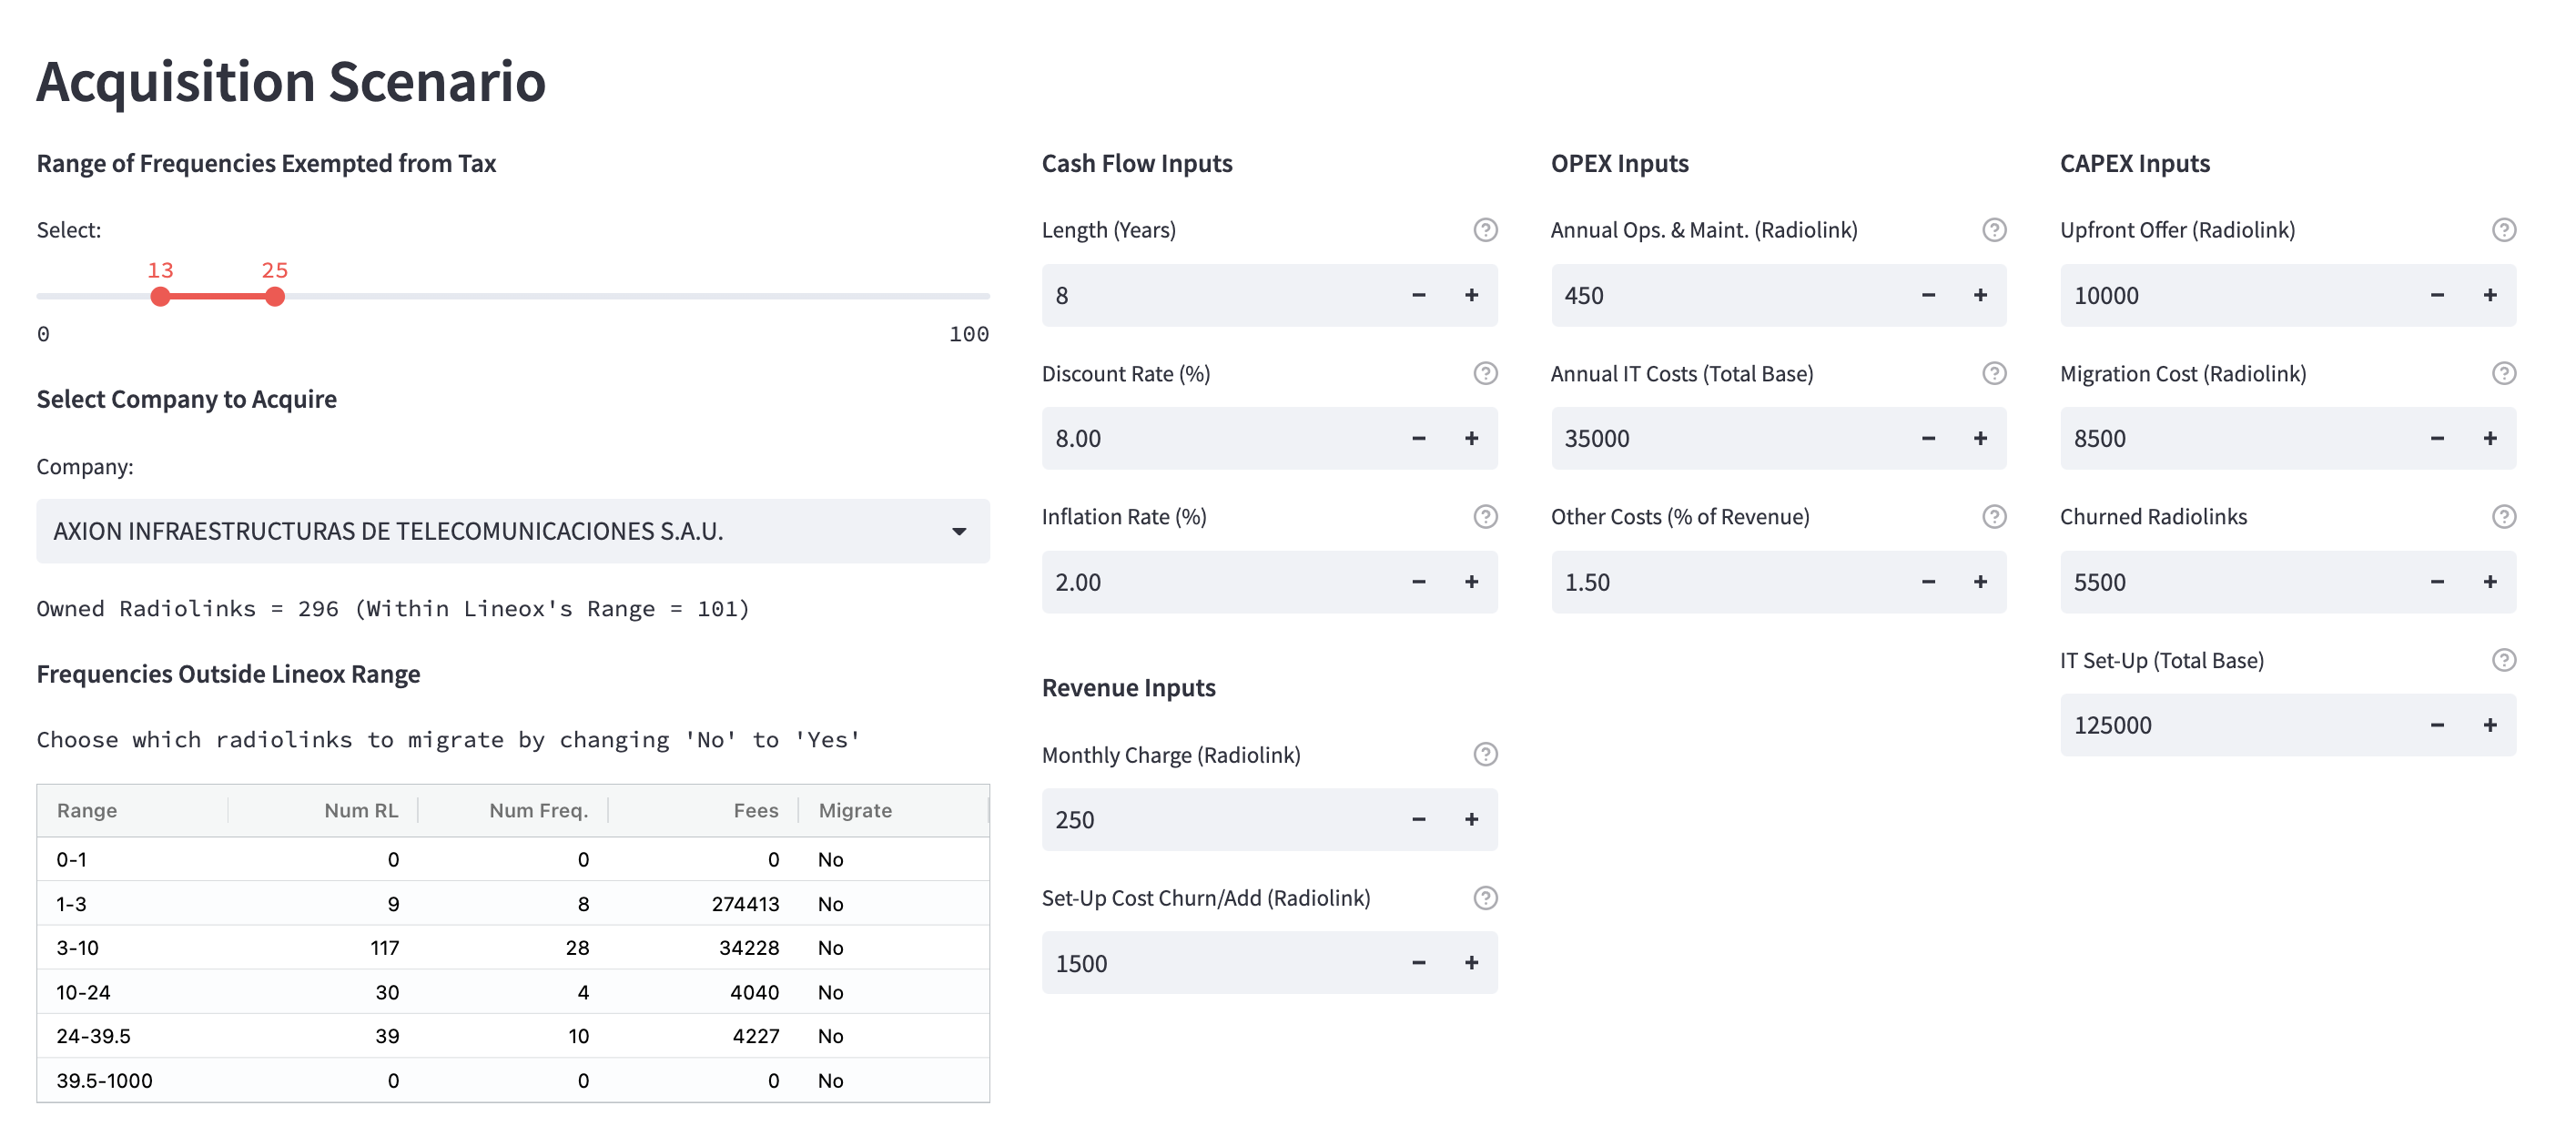 Acquisition Scenario
Range of Frequencies Exempted from Tax
Select:
13 25
0 100
Select Company to Acquire
Company:
AXION INFRAESTRUCTURAS DE TELECOMUNICACIONES S.A.U.
Owned Radiolinks = 296 (Within Lineox's Range = 101)
Frequencies Outside Lineox Range
Choose which radiolinks to migrate by changing 'No' to 'Yes'
Range Num RL Num Freq. Fees Migrate
0-1 0 0 0 No
1-3 9 8 274413 No
3-10 117 28 34228 No
10-24 30 4 4040 No
24-39.5 39 10 4227 No
39.5-1000 0 0 0 No
Cash Flow Inputs
Length (Years) ?
8 − +
Discount Rate (%) ?
8.00 − +
Inflation Rate (%) ?
2.00 − +
Revenue Inputs
Monthly Charge (Radiolink) ?
250 − +
Set-Up Cost Churn/Add (Radiolink) ?
1500 − +
OPEX Inputs
Annual Ops. & Maint. (Radiolink) ?
450 − +
Annual IT Costs (Total Base) ?
35000 − +
Other Costs (% of Revenue) ?
1.50 − +
CAPEX Inputs
Upfront Offer (Radiolink) ?
10000 − +
Migration Cost (Radiolink) ?
8500 − +
Churned Radiolinks ?
5500 − +
IT Set-Up (Total Base) ?
125000 − +